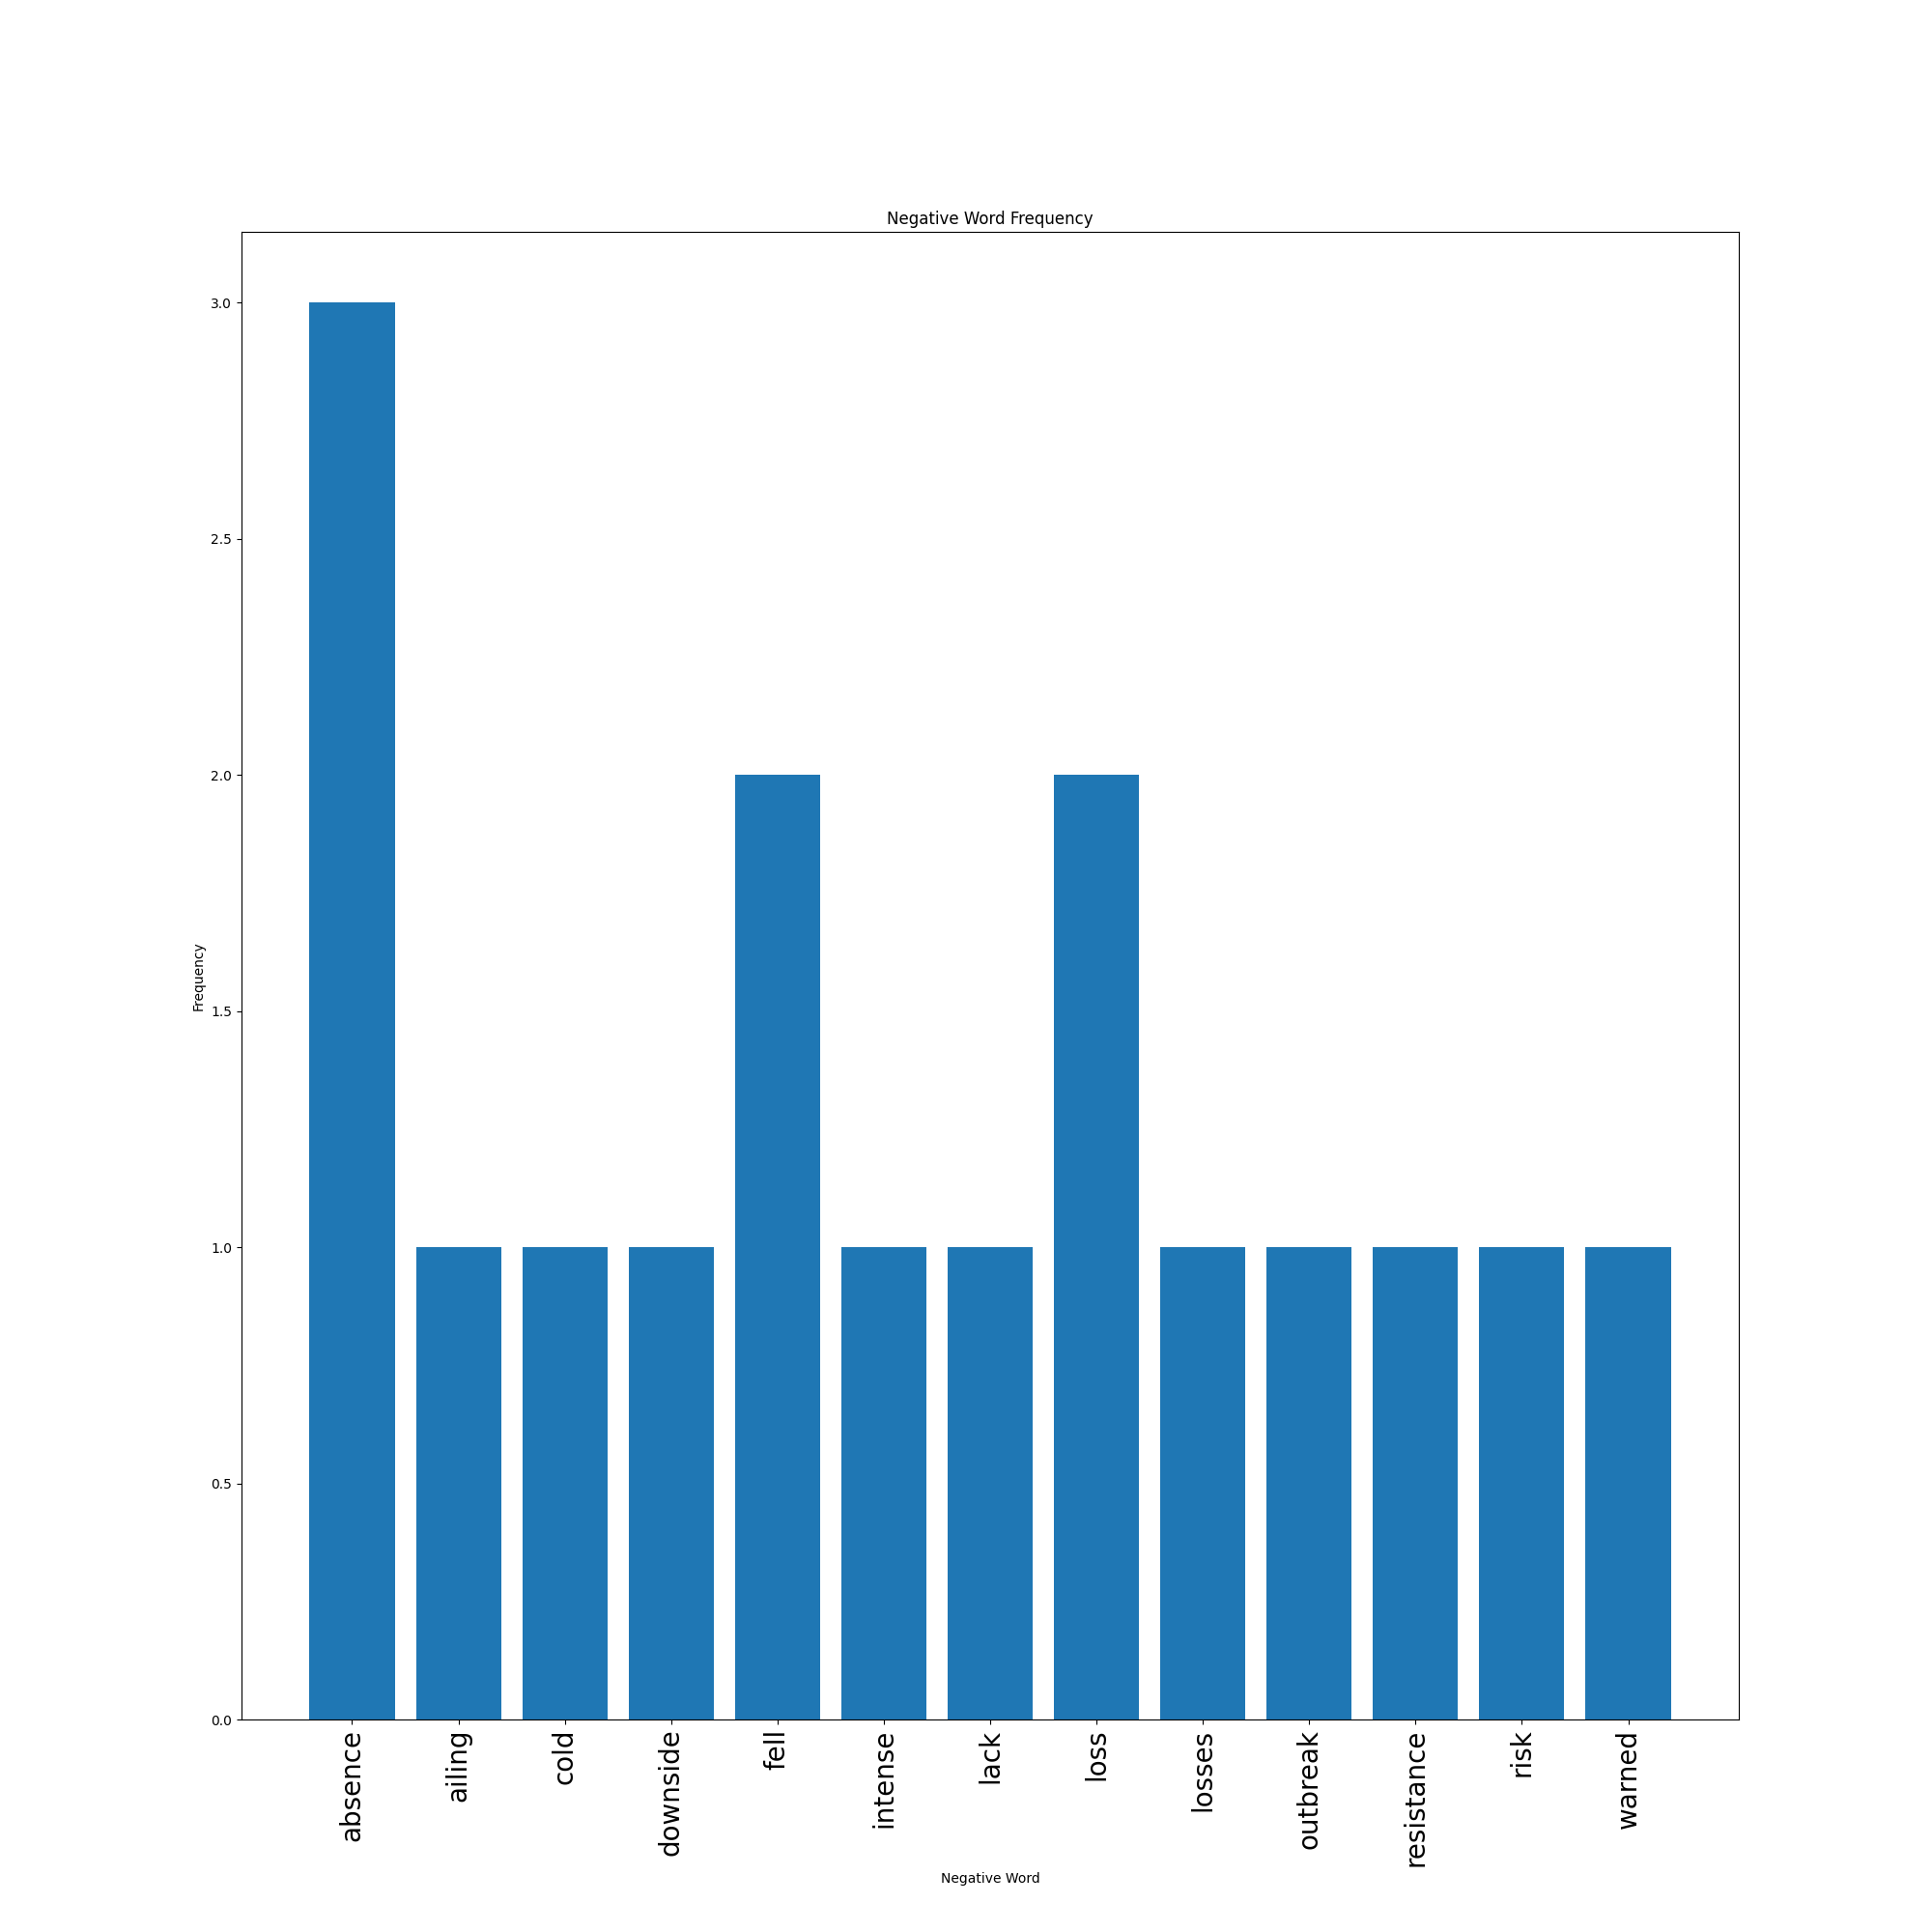 Negative Word Frequency
3.0
2.5
2.0
1.5
1.0
0.5
0.0
Frequency
absence
ailing
cold
downside
fell
intense
lack
loss
losses
outbreak
resistance
risk
warned
Negative Word